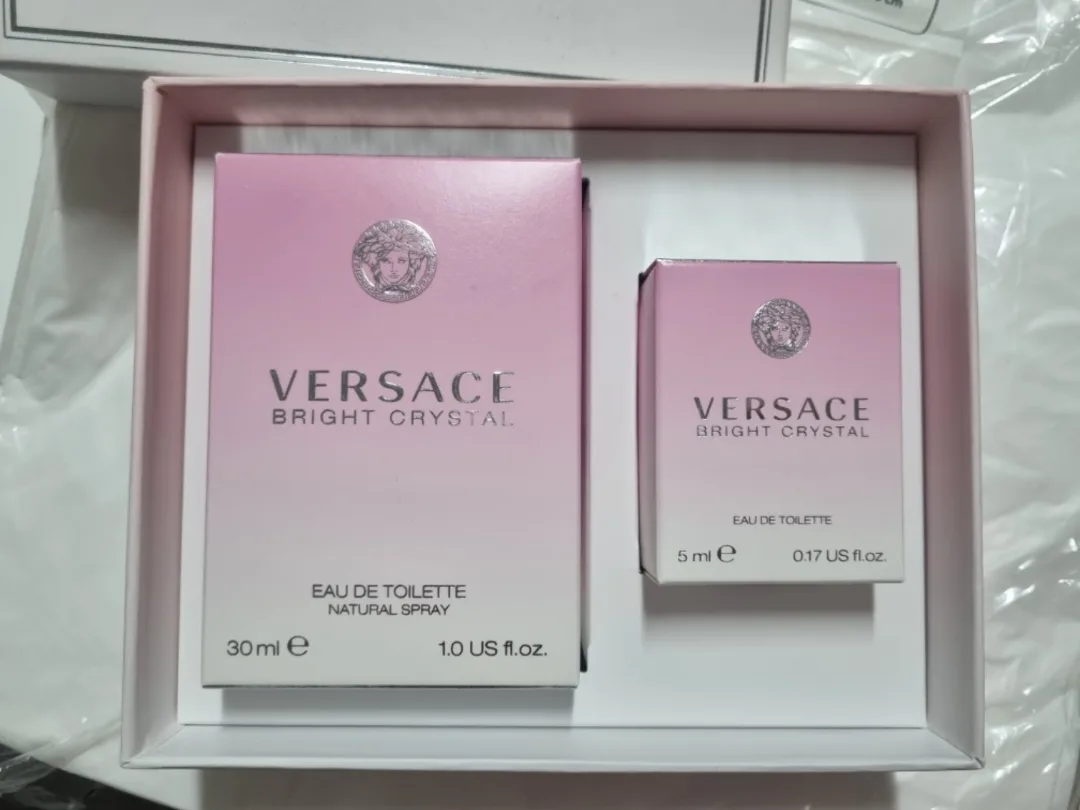 VERSACE
BRIGHT CRYSTAL
EAU DE TOILETTE
NATURAL SPRAY
30 ml ℮ 1.0 US fl.oz.
VERSACE
BRIGHT CRYSTAL
EAU DE TOILETTE
5 ml ℮ 0.17 US fl.oz.